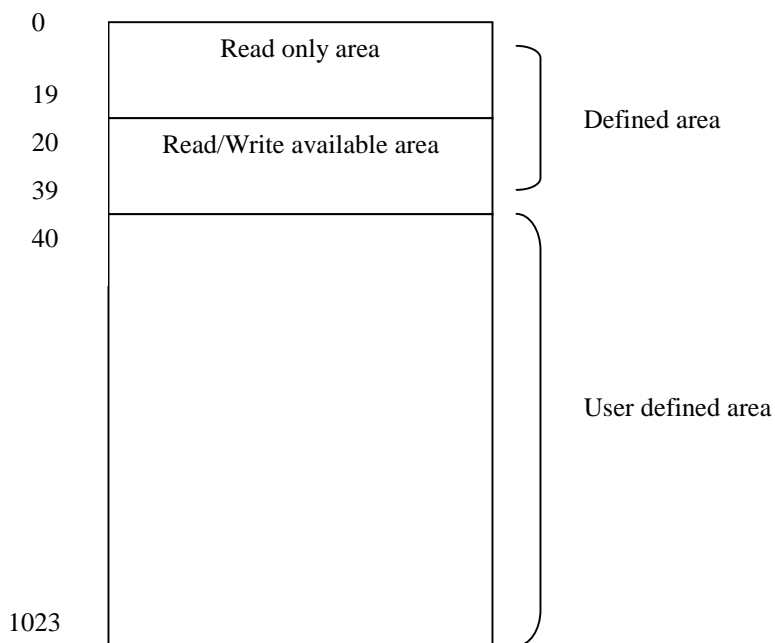 0
Read only area
19
Defined area
20
Read/Write available area
39
40
User defined area
1023